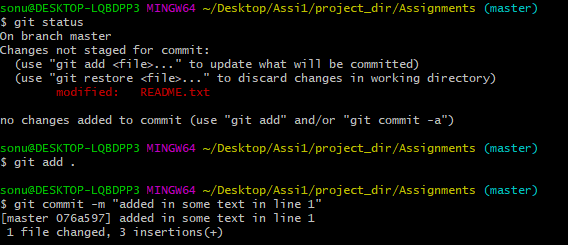 sonu@DESKTOP-LQBDPP3 MINGW64 ~/Desktop/Assi1/project_dir/Assignments (master)
$ git status
On branch master
Changes not staged for commit:
  (use "git add <file>..." to update what will be committed)
  (use "git restore <file>..." to discard changes in working directory)
        modified:   README.txt

no changes added to commit (use "git add" and/or "git commit -a")

sonu@DESKTOP-LQBDPP3 MINGW64 ~/Desktop/Assi1/project_dir/Assignments (master)
$ git add .

sonu@DESKTOP-LQBDPP3 MINGW64 ~/Desktop/Assi1/project_dir/Assignments (master)
$ git commit -m "added in some text in line 1"
[master 076a597] added in some text in line 1
 1 file changed, 3 insertions(+)